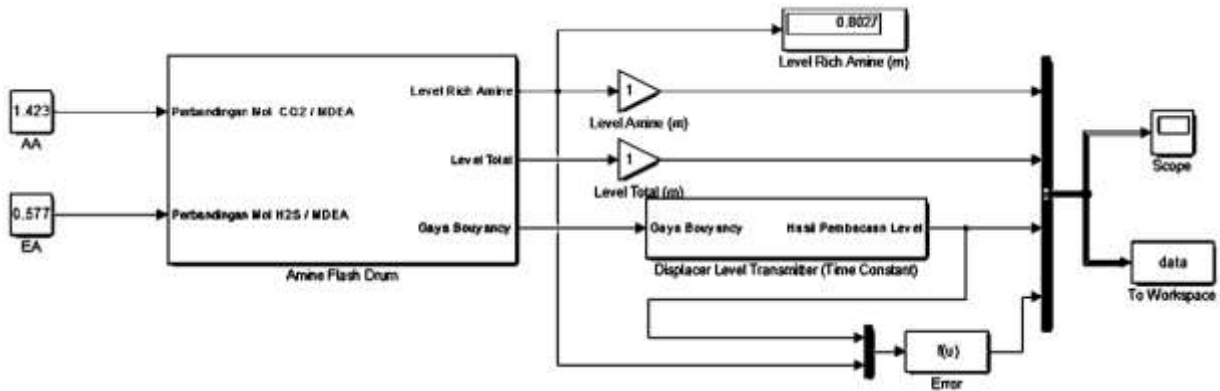 0.8027
Level Rich Amine (m)
1.423
AA
Perbandingan Mol CO2 / MDEA
Level Rich Amine
1
Level Amine (m)
Level Total
1
Level Total (m)
Scope
0.577
EA
Perbandingan Mol H2S / MDEA
Gaya Bouyancy
Gaya Bouyancy
Hasil Pembacaan Level
Amine Flash Drum
Displacer Level Transmitter (Time Constant)
data
To Workspace
f(u)
Error